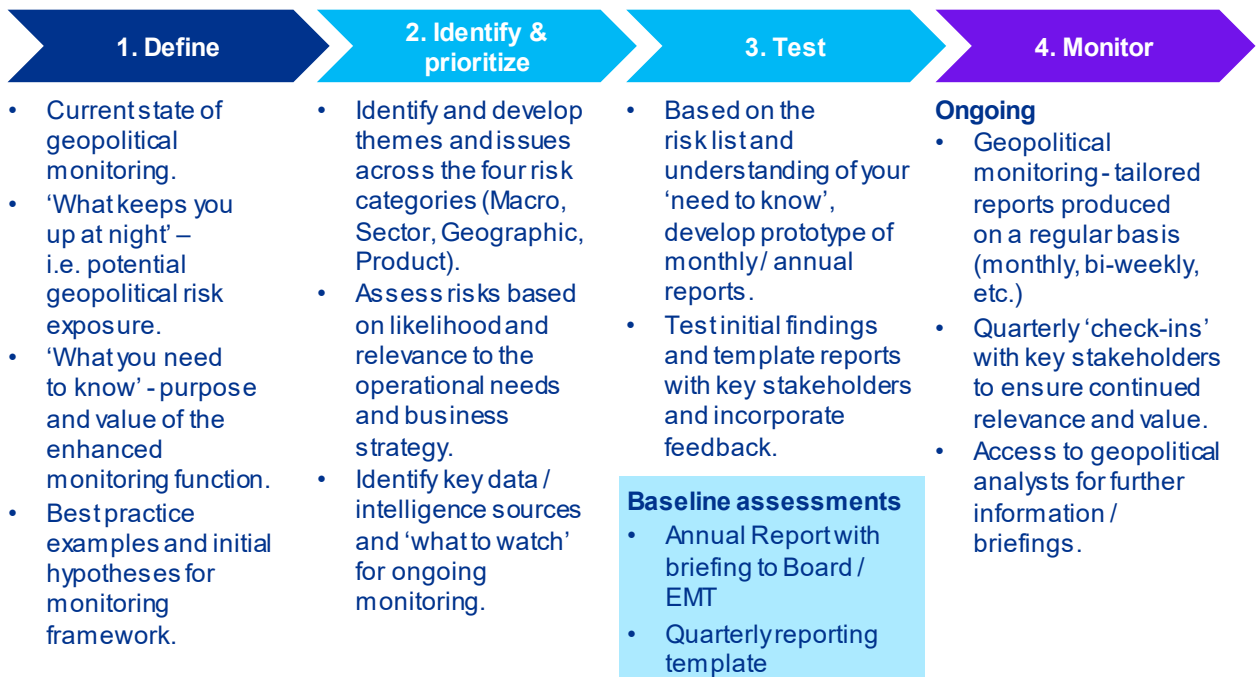 1. Define
• Current state of
geopolitical
monitoring.
• ‘What keeps you
up at night’ –
i.e. potential
geopolitical risk
exposure.
• ‘What you need
to know’ - purpose
and value of the
enhanced
monitoring function.
• Best practice
examples and initial
hypotheses for
monitoring
framework.
2. Identify &
prioritize
• Identify and develop
themes and issues
across the four risk
categories (Macro,
Sector, Geographic,
Product).
• Assess risks based
on likelihood and
relevance to the
operational needs
and business
strategy.
• Identify key data /
intelligence sources
and ‘what to watch’
for ongoing
monitoring.
3. Test
• Based on the
risk list and
understanding of your
‘need to know’,
develop prototype of
monthly / annual
reports.
• Test initial findings
and template reports
with key stakeholders
and incorporate
feedback.
Baseline assessments
• Annual Report with
briefing to Board /
EMT
• Quarterly reporting
template
4. Monitor
Ongoing
• Geopolitical
monitoring - tailored
reports produced
on a regular basis
(monthly, bi-weekly,
etc.)
• Quarterly ‘check-ins’
with key stakeholders
to ensure continued
relevance and value.
• Access to geopolitical
analysts for further
information /
briefings.